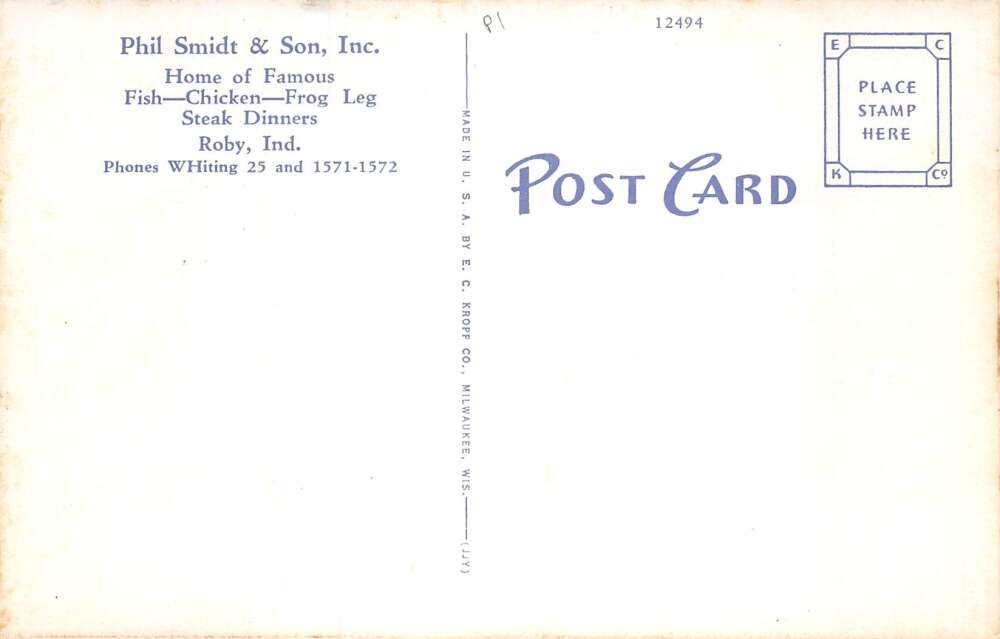 Phil Smidt & Son, Inc.
Home of Famous
Fish—Chicken—Frog Leg
Steak Dinners
Roby, Ind.
Phones WHiting 25 and 1571-1572
P1
12494
MADE IN U. S. A. BY E. C. KROPP CO., MILWAUKEE, WIS.
(JJY)
POST CARD
E C
PLACE
STAMP
HERE
K Co